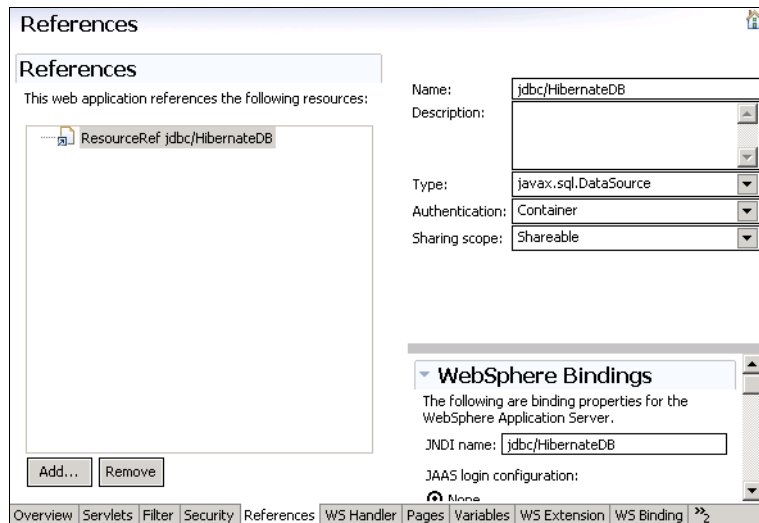 References
References
This web application references the following resources:
ResourceRef jdbc/HibernateDB
Add...
Remove
Name: jdbc/HibernateDB
Description:
Type: javax.sql.DataSource
Authentication: Container
Sharing scope: Shareable
WebSphere Bindings
The following are binding properties for the
WebSphere Application Server.
JNDI name: jdbc/HibernateDB
JAAS login configuration:
None
Overview Servlets Filter Security References WS Handler Pages Variables WS Extension WS Binding »2